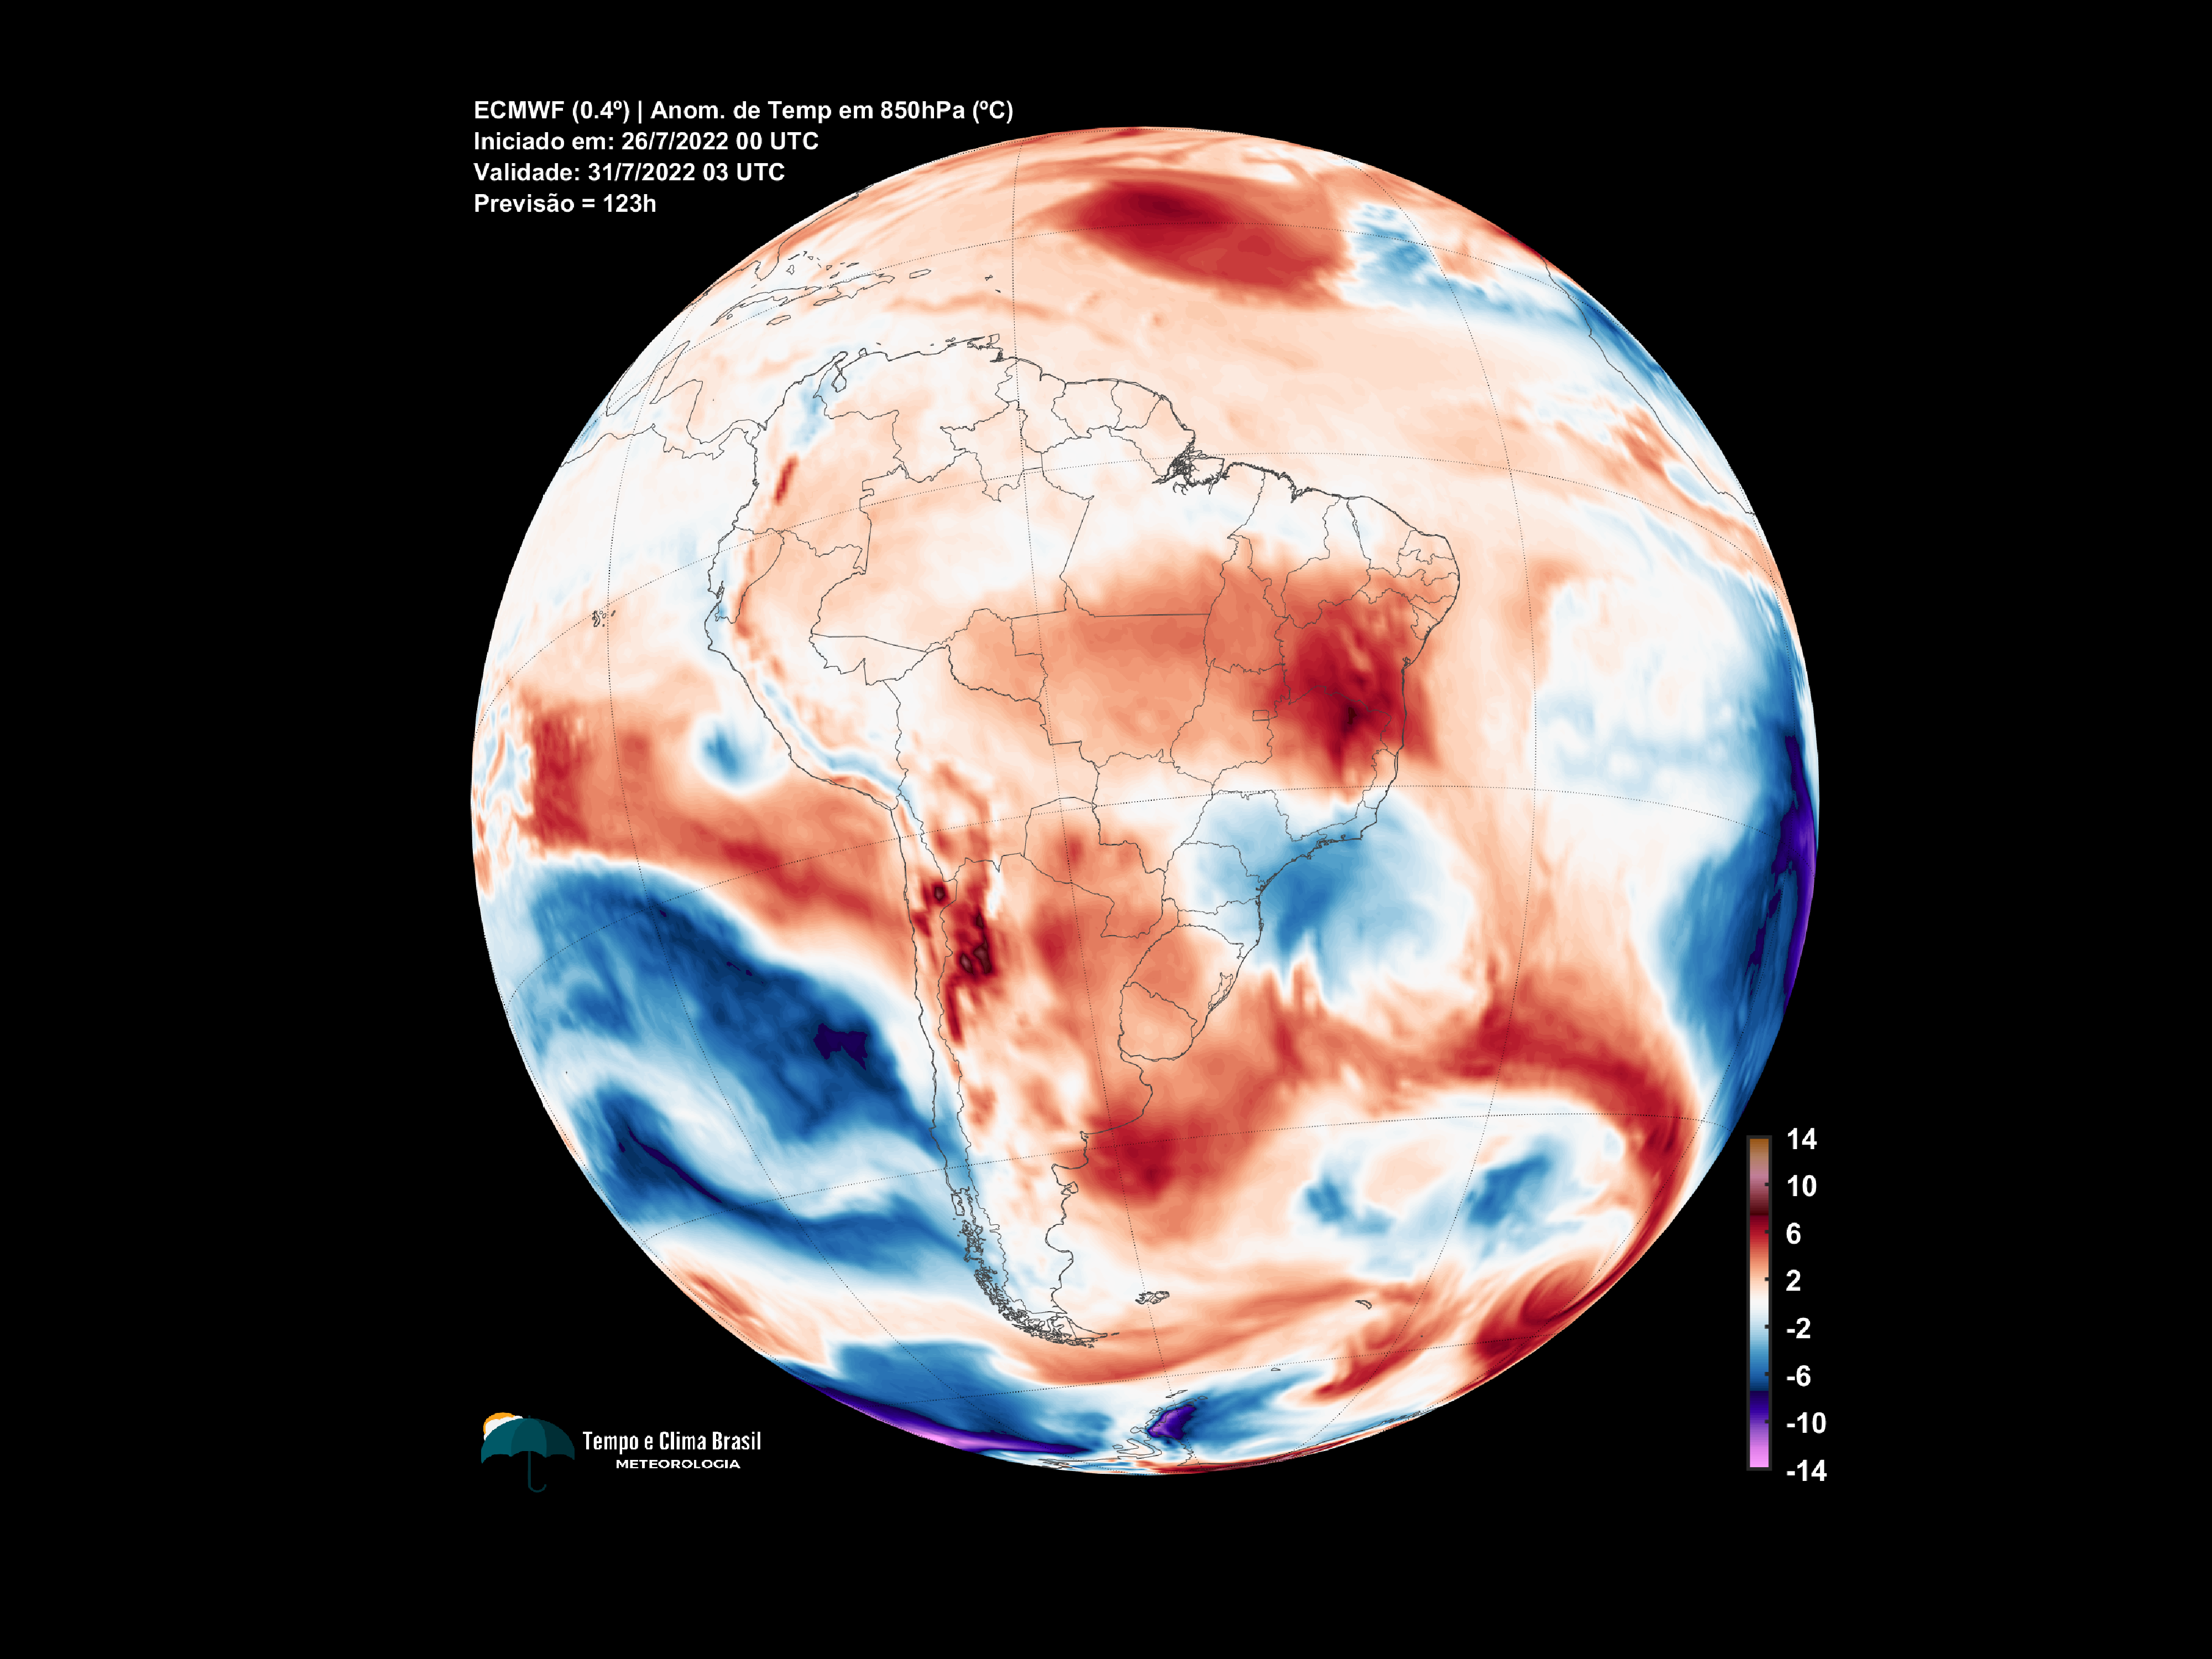 ECMWF (0.4º) | Anom. de Temp em 850hPa (ºC)
Iniciado em: 26/7/2022 00 UTC
Validade: 31/7/2022 03 UTC
Previsão = 123h
14
10
6
2
-2
-6
-10
-14
Tempo e Clima Brasil
METEOROLOGIA